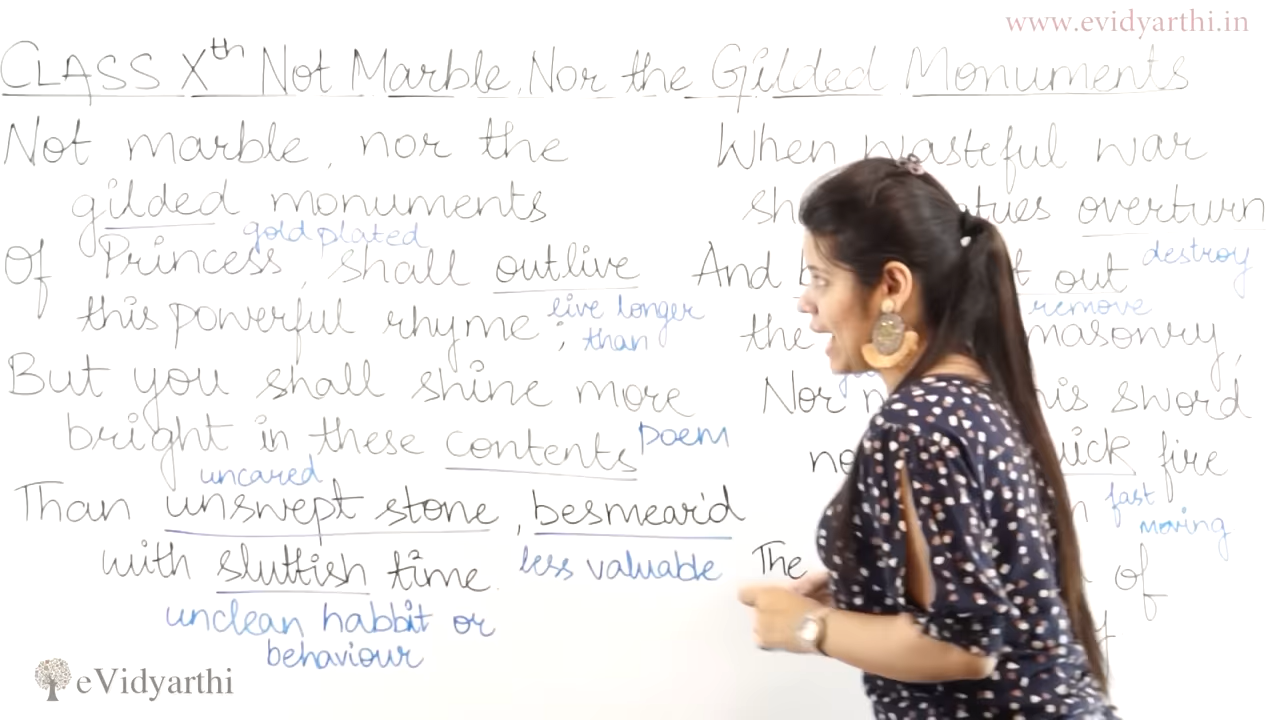 www.evidyarthi.in
CLASS Xth Not Marble, Nor the Gilded Monuments
Not marble, nor the
gilded monuments
gold plated
Of Princess, shall outlive
this powerful rhyme ;
live longer
than
But you shall shine more
bright in these contents
poem
uncared
Than unswept stone, besmear'd
with sluttish time.
less valuable
unclean habbit or
behaviour
When wasteful war
overturn
destroy
And out
remove
the masonry,
Nor his sword
fire
fast
moving
The
of
eVidyarthi